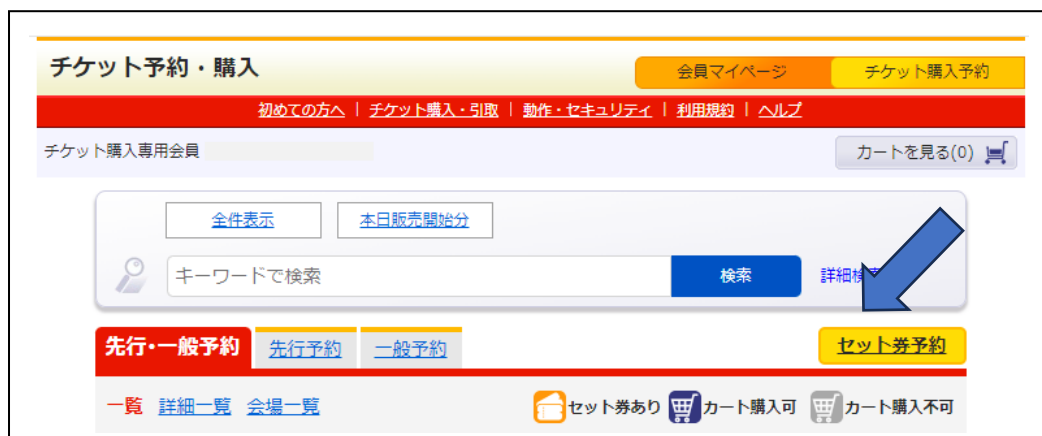 チケット予約・購入
会員マイページ
チケット購入予約
初めての方へ | チケット購入・引取 | 動作・セキュリティ | 利用規約 | ヘルプ
チケット購入専用会員
カートを見る(0)
全件表示
本日販売開始分
キーワードで検索
検索
詳細検
先行・一般予約
先行予約
一般予約
セット券予約
一覧 詳細一覧 会場一覧
セット券あり カート購入可 カート購入不可